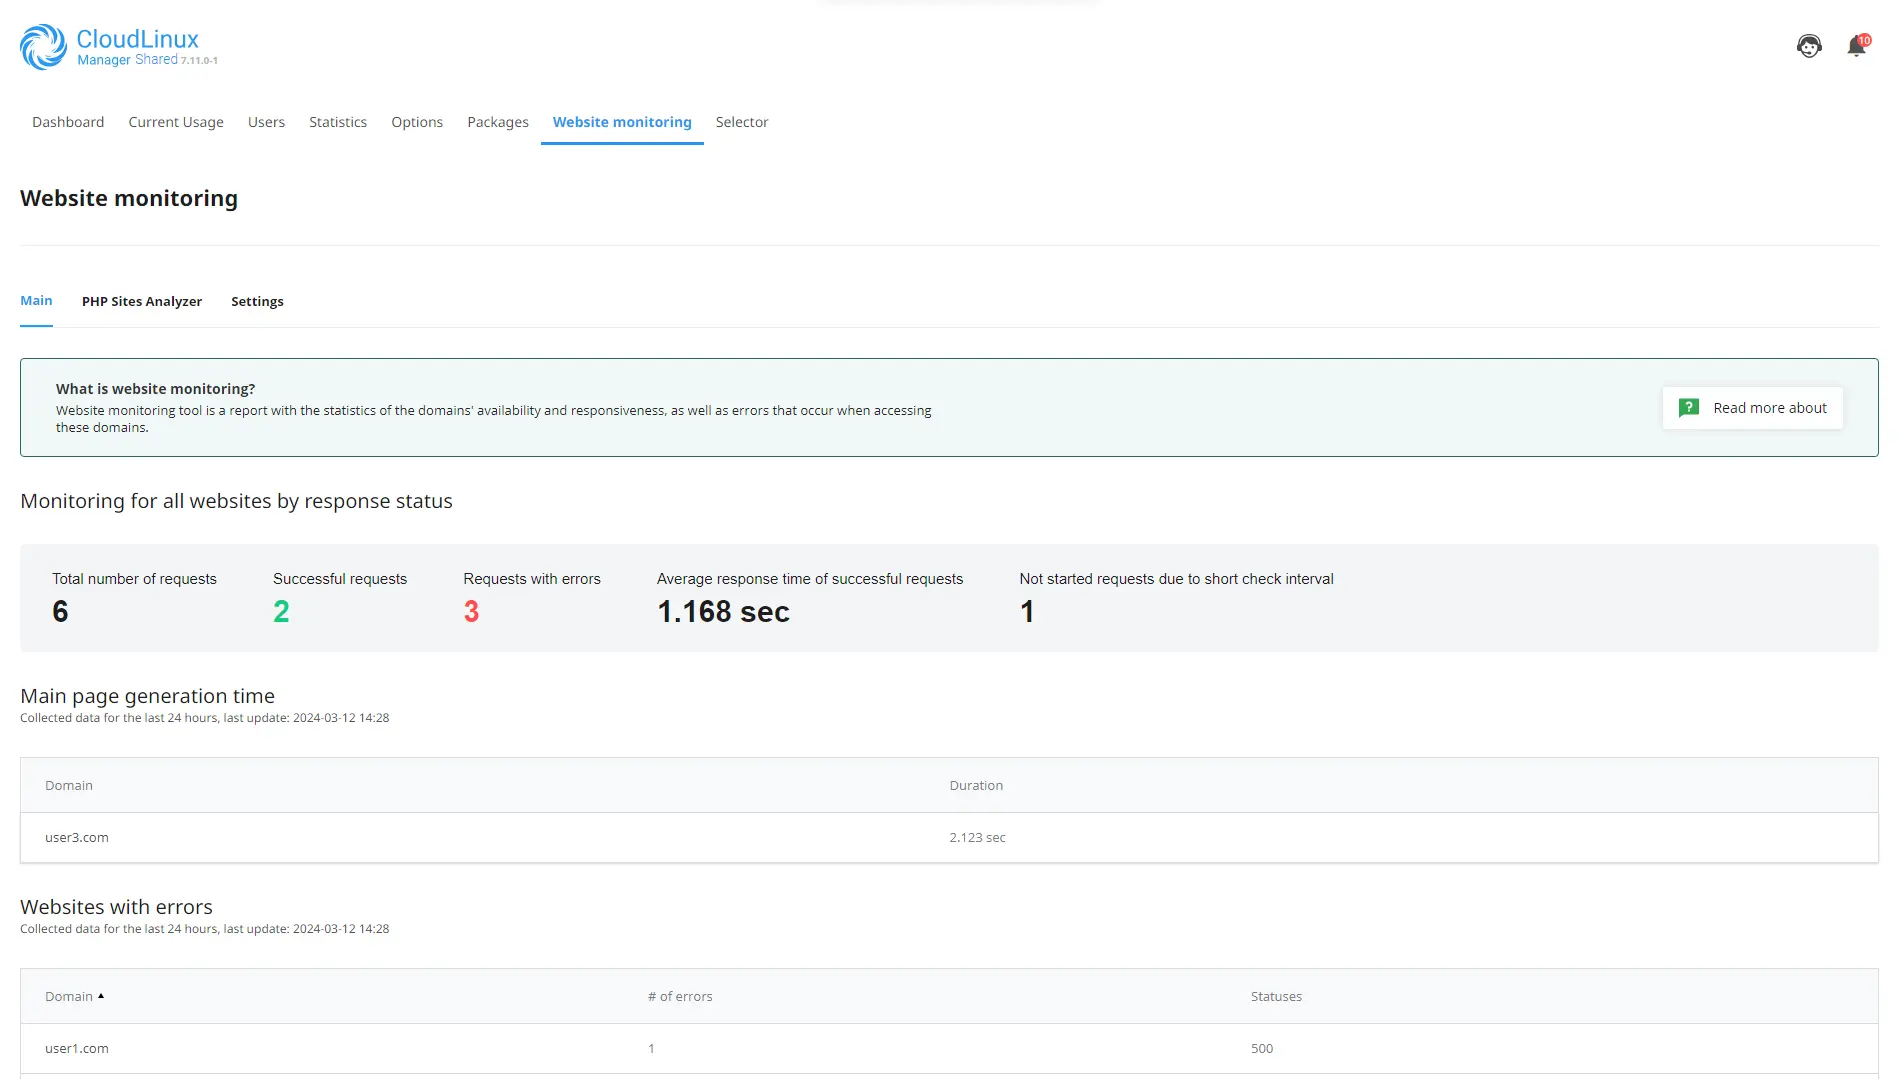 CloudLinux
Manager Shared 7.11.0-1
10
Dashboard Current Usage Users Statistics Options Packages Website monitoring Selector
Website monitoring
Main PHP Sites Analyzer Settings
What is website monitoring?
Website monitoring tool is a report with the statistics of the domains' availability and responsiveness, as well as errors that occur when accessing
these domains.
? Read more about
Monitoring for all websites by response status
Total number of requests Successful requests Requests with errors Average response time of successful requests Not started requests due to short check interval
6 2 3 1.168 sec 1
Main page generation time
Collected data for the last 24 hours, last update: 2024-03-12 14:28
Domain Duration
user3.com 2.123 sec
Websites with errors
Collected data for the last 24 hours, last update: 2024-03-12 14:28
Domain # of errors Statuses
user1.com 1 500